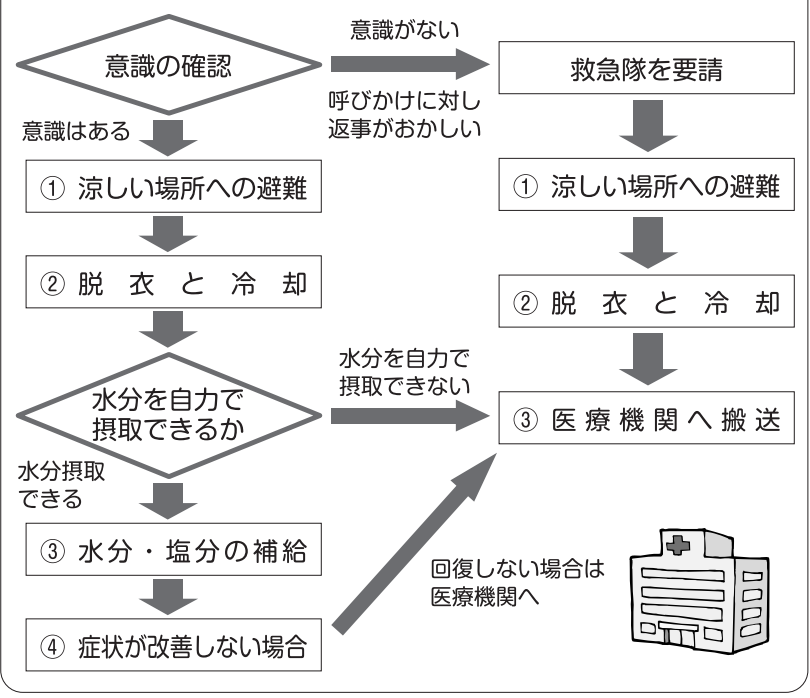 意識の確認
意識がない
呼びかけに対し
返事がおかしい
救急隊を要請
意識はある
① 涼しい場所への避難
① 涼しい場所への避難
② 脱衣と冷却
② 脱衣と冷却
水分を自力で
摂取できるか
水分を自力で
摂取できない
③ 医療機関へ搬送
水分摂取
できる
③ 水分・塩分の補給
回復しない場合は
医療機関へ
④ 症状が改善しない場合